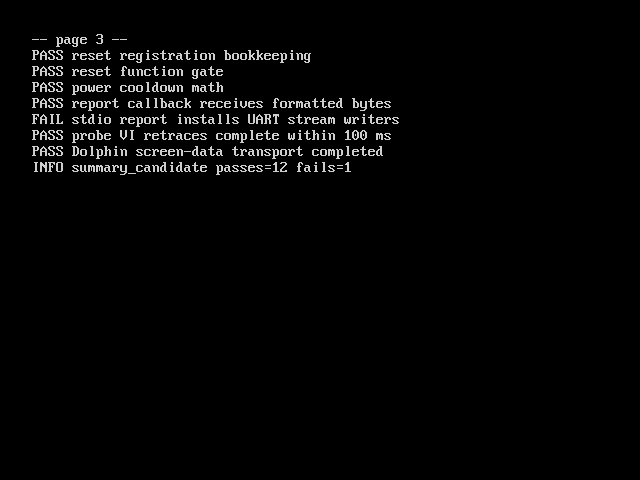 -- page 3 --
PASS reset registration bookkeeping
PASS reset function gate
PASS power cooldown math
PASS report callback receives formatted bytes
FAIL stdio report installs UART stream writers
PASS probe VI retraces complete within 100 ms
PASS Dolphin screen-data transport completed
INFO summary_candidate passes=12 fails=1